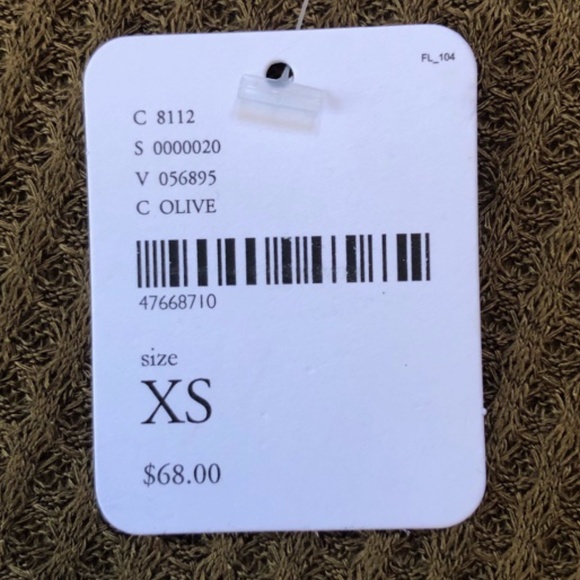 FL_104
C 8112
S 0000020
V 056895
C OLIVE
47668710
size
XS
$68.00